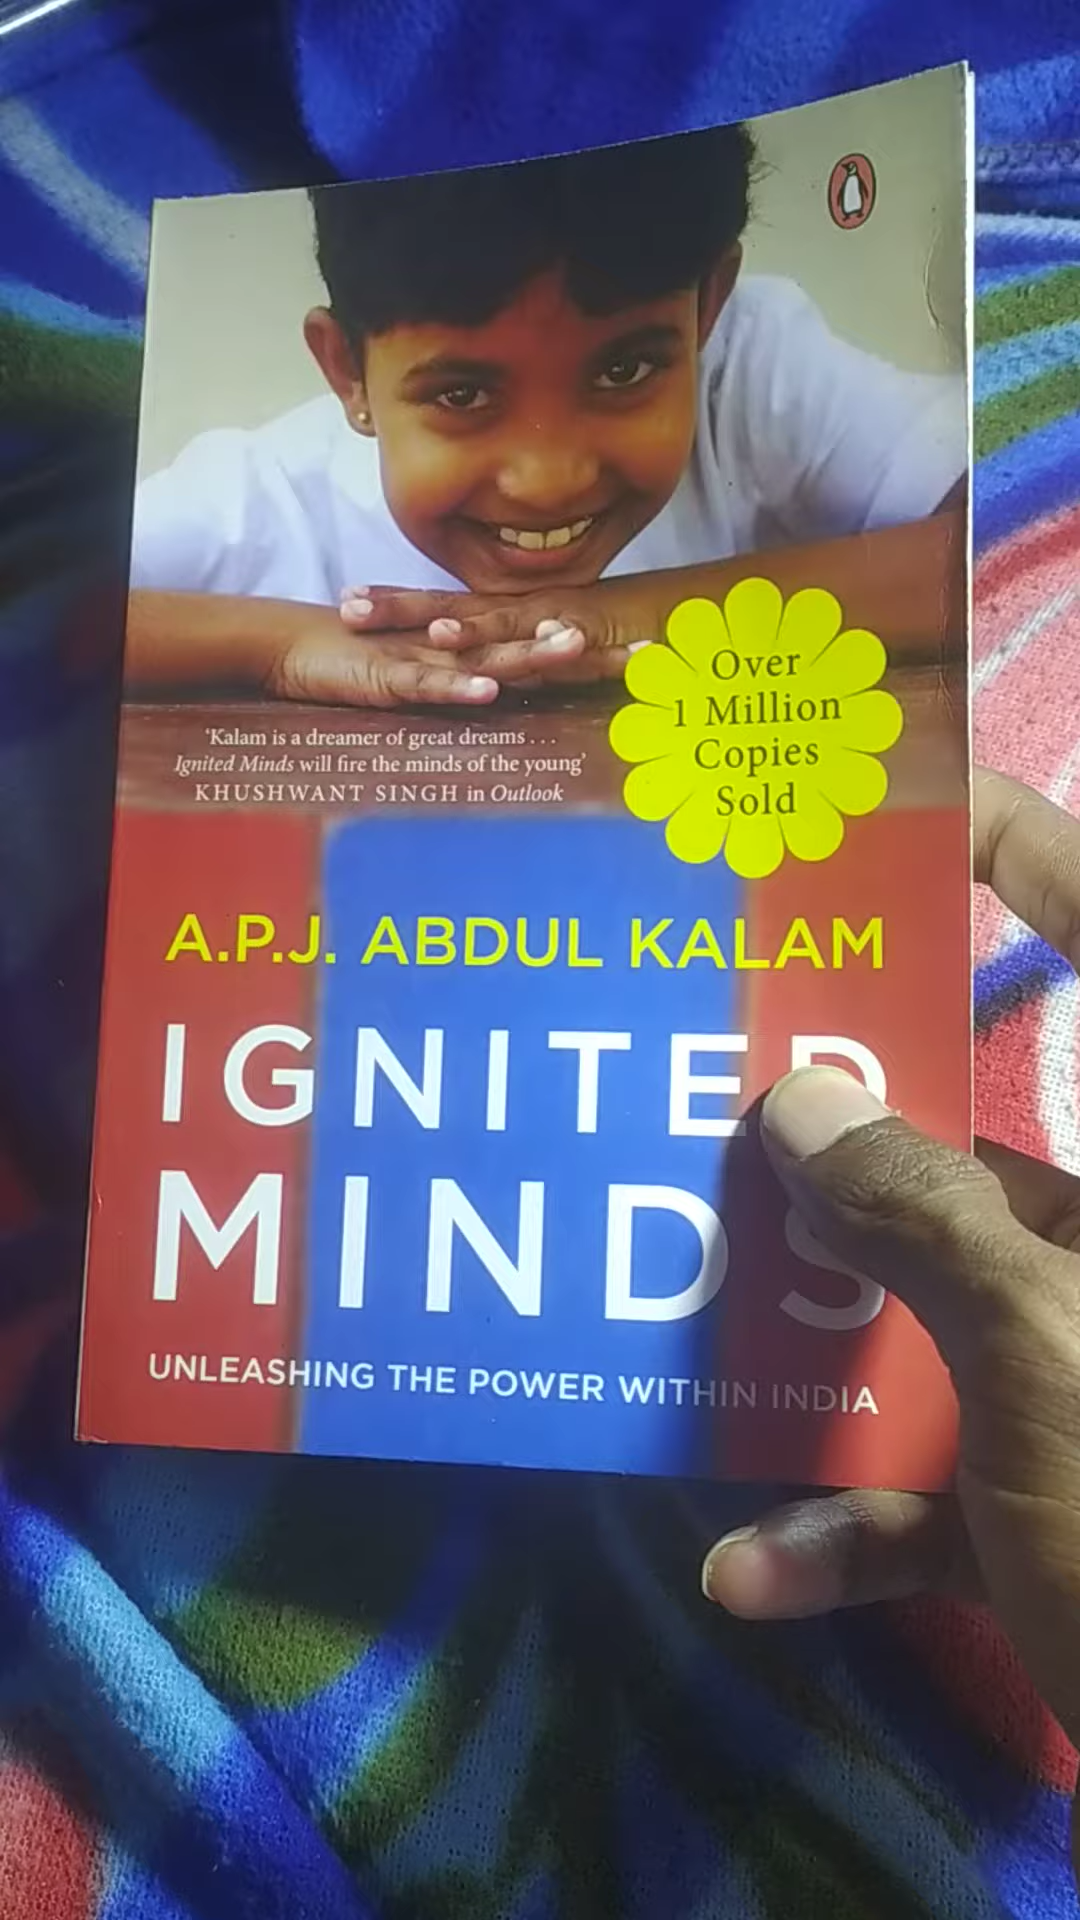 Over
1 Million
Copies
Sold
‘Kalam is a dreamer of great dreams . . .
Ignited Minds will fire the minds of the young’
KHUSHWANT SINGH in Outlook
A.P.J. ABDUL KALAM
IGNITED
MINDS
UNLEASHING THE POWER WITHIN INDIA